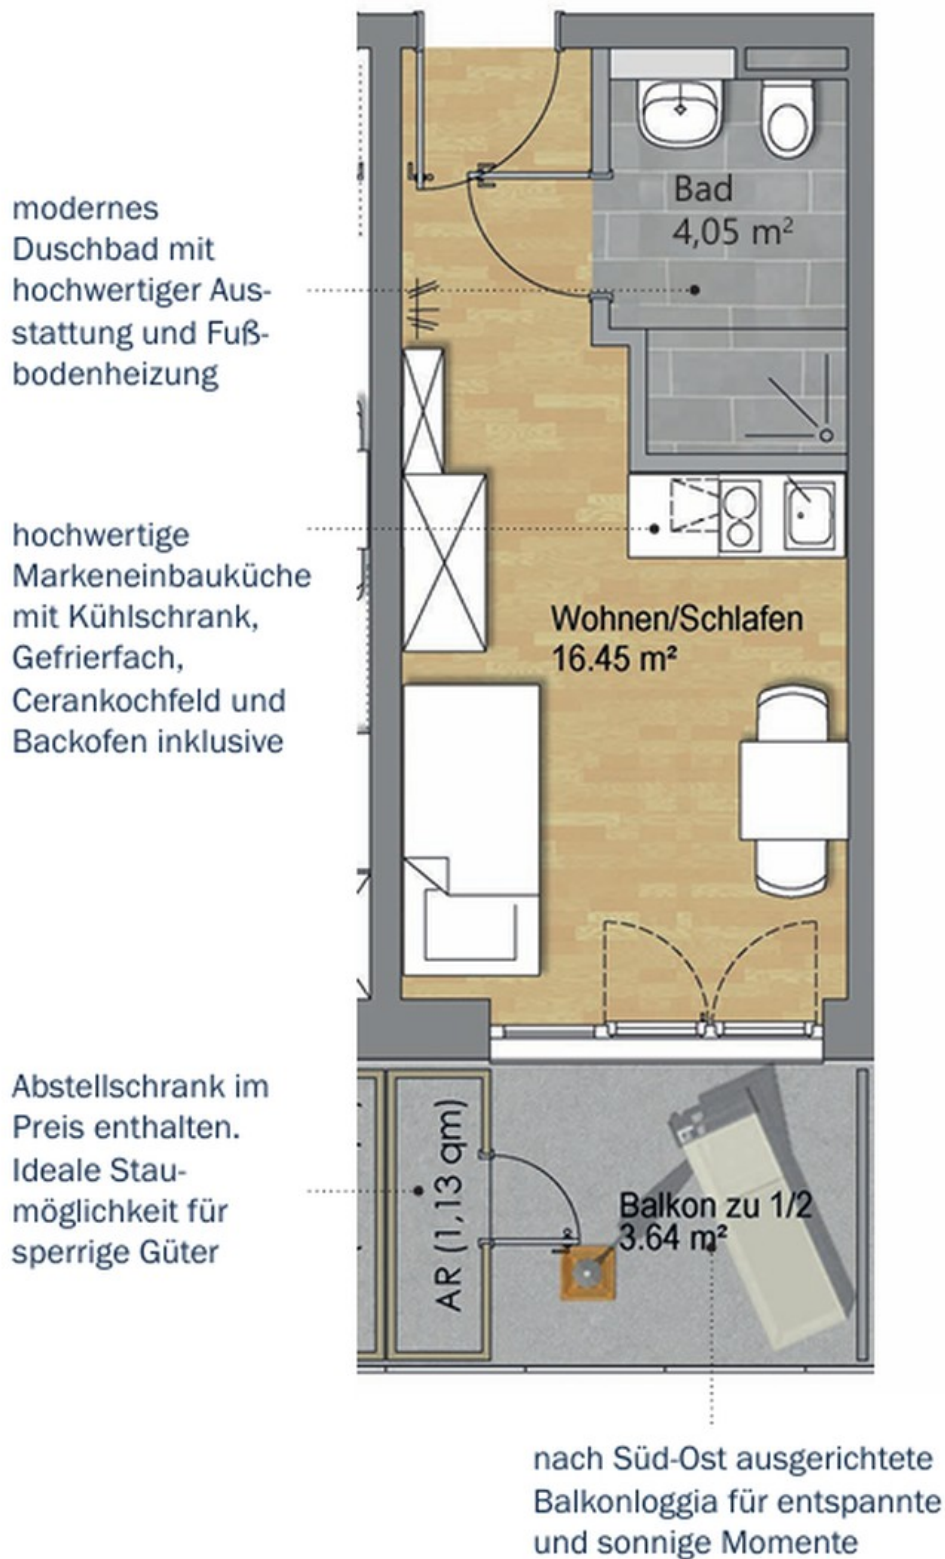 Bad
4,05 m²
modernes
Duschbad mit
hochwertiger Aus-
stattung und Fuß-
bodenheizung
hochwertige
Markeneinbauküche
mit Kühlschrank,
Gefrierfach,
Cerankochfeld und
Backofen inklusive
Wohnen/Schlafen
16.45 m²
Abstellschrank im
Preis enthalten.
Ideale Stau-
möglichkeit für
sperrige Güter
AR (1,13 qm)
Balkon zu 1/2
3.64 m²
nach Süd-Ost ausgerichtete
Balkonloggia für entspannte
und sonnige Momente